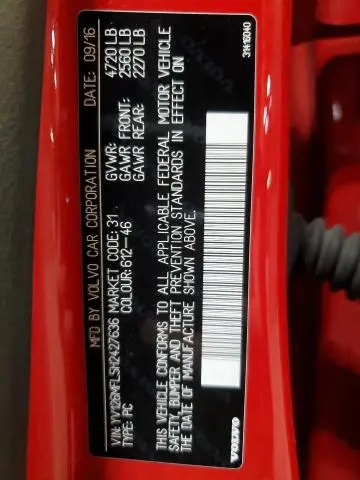 MFD BY VOLVO CAR CORPORATION DATE: 09/16
GVWR: 4720 LB
GAWR FRONT: 2560 LB
GAWR REAR: 2270 LB
VIN: YV126MFL5H2427636 MARKET CODE: 31
TYPE: PC COLOUR: 612-46
THIS VEHICLE CONFORMS TO ALL APPLICABLE FEDERAL MOTOR VEHICLE
SAFETY, BUMPER AND THEFT PREVENTION STANDARDS IN EFFECT ON
THE DATE OF MANUFACTURE SHOWN ABOVE.
VOLVO
31416040